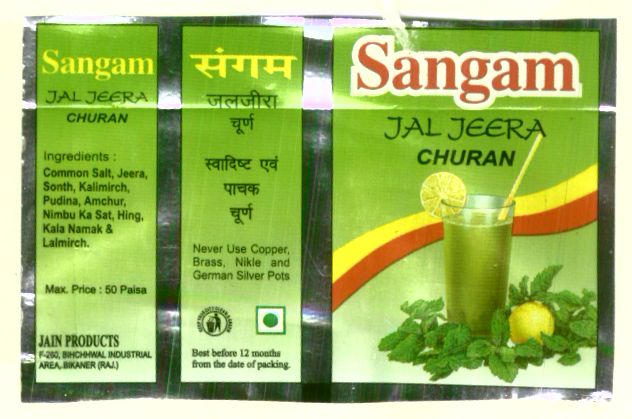 Sangam
JAL JEERA
CHURAN
Ingredients :
Common Salt, Jeera,
Sonth, Kalimirch,
Pudina, Amchur,
Nimbu Ka Sat, Hing,
Kala Namak &
Lalmirch.
Max. Price : 50 Paisa
JAIN PRODUCTS
F-260, BIHCHHWAL INDUSTRIAL
AREA, BIKANER (RAJ.)
संगम
जलजीरा
चूर्ण
स्वादिष्ट एवं
पाचक
चूर्ण
Never Use Copper,
Brass, Nikle and
German Silver Pots
Best before 12 months
from the date of packing.
Sangam
JAL JEERA
CHURAN